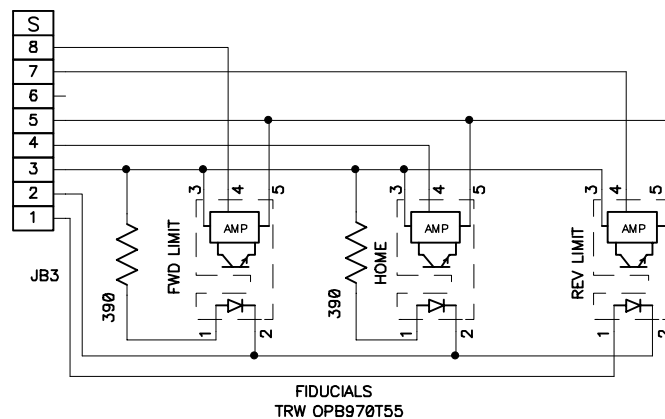 S
8
7
6
5
4
3
2
1
JB3
3 4 5
AMP
FWD LIMIT
390
1 2
3 4 5
AMP
HOME
390
1 2
3 4 5
AMP
REV LIMIT
1 2
FIDUCIALS
TRW OPB970T55